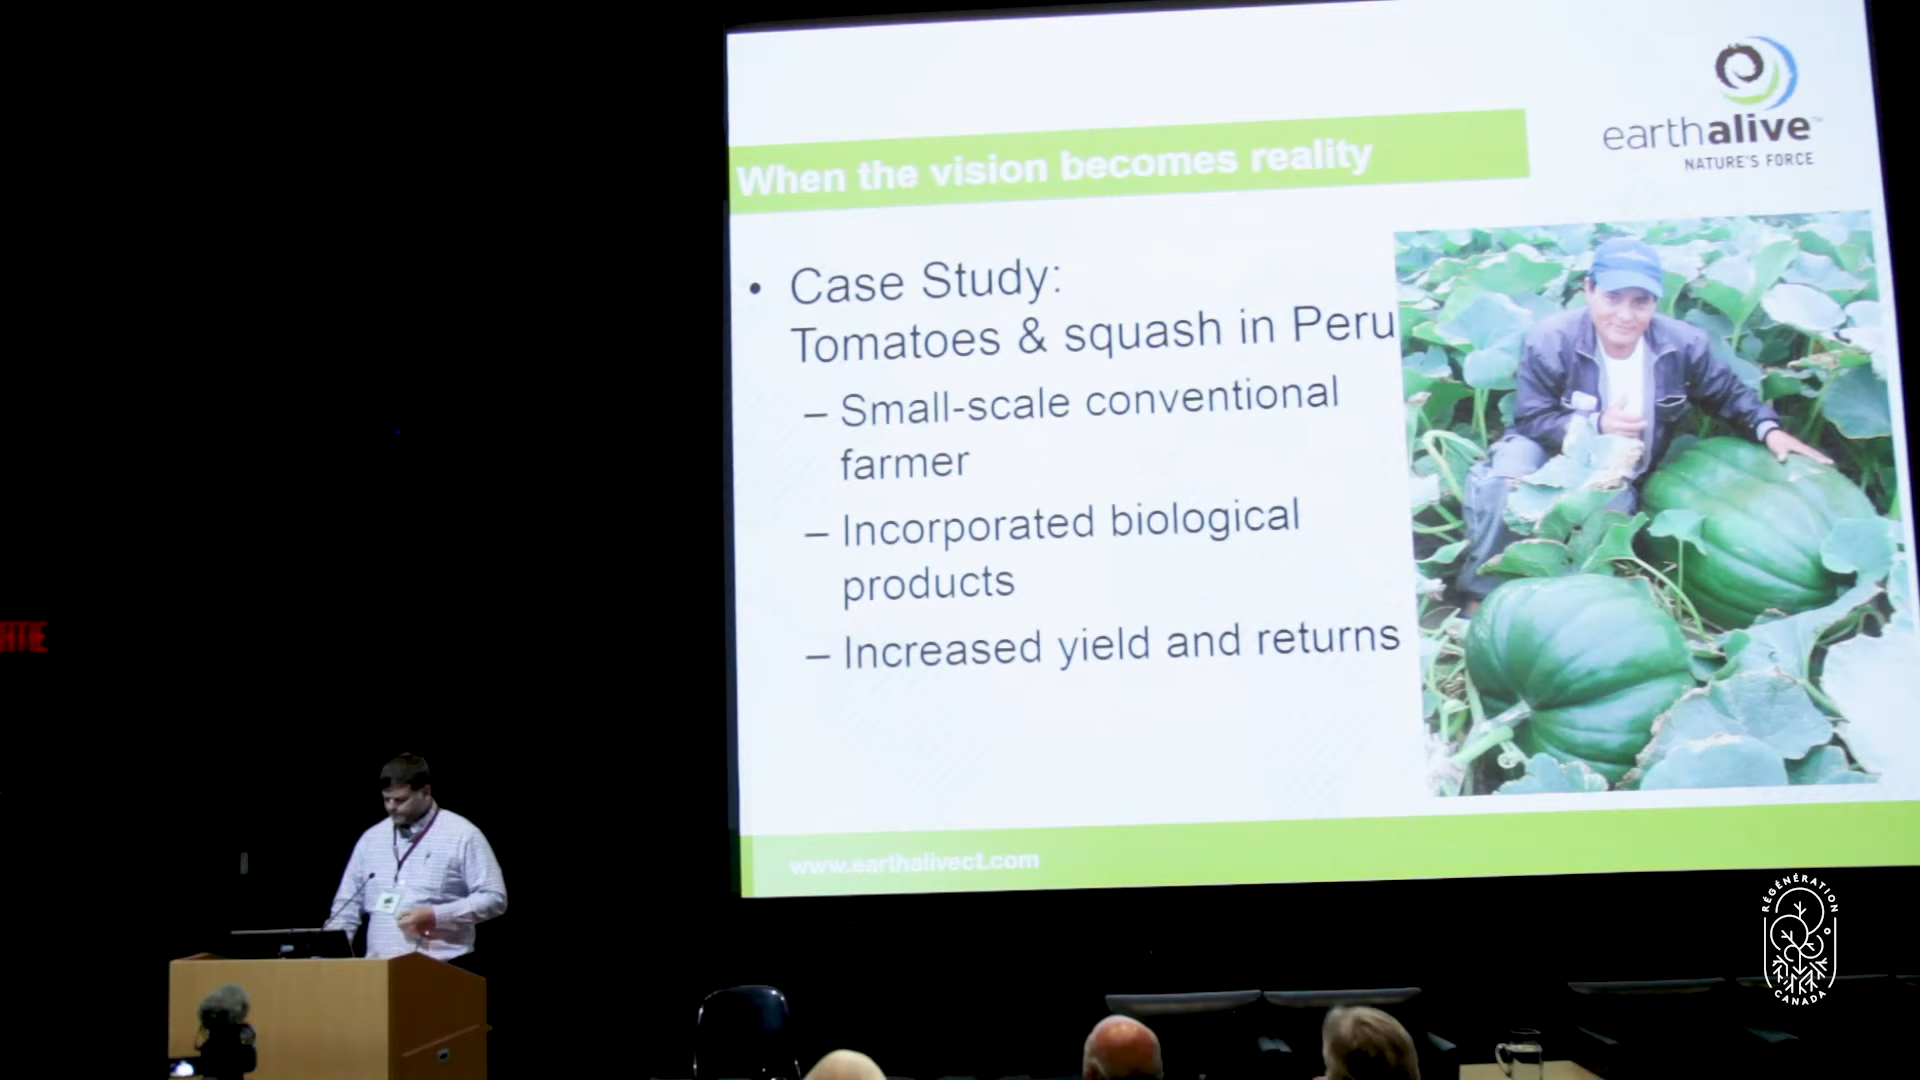 earthalive™
NATURE'S FORCE
When the vision becomes reality
• Case Study:
Tomatoes & squash in Peru
– Small-scale conventional
farmer
– Incorporated biological
products
– Increased yield and returns
www.earthalivect.com
RÉGÉNÉRATION
CANADA